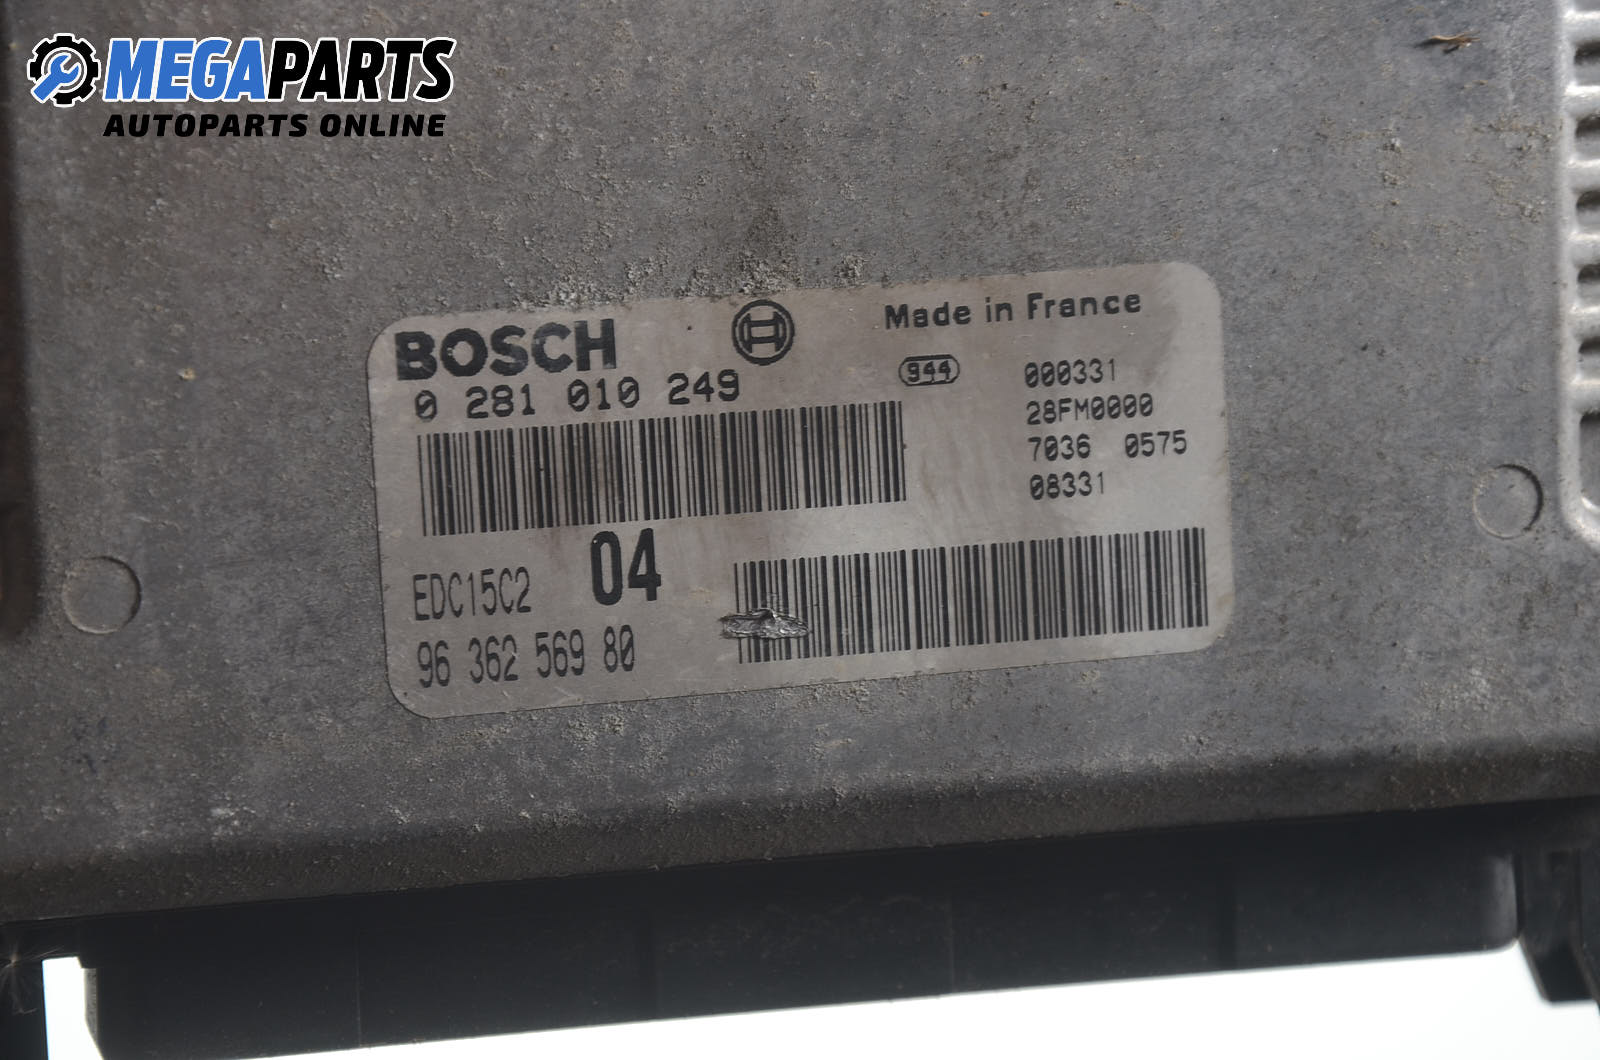 MEGAPARTS
AUTOPARTS ONLINE
BOSCH
Made in France
0 281 010 249
944
000331
28FM0000
7036 0575
08331
EDC15C2 04
96 362 569 80